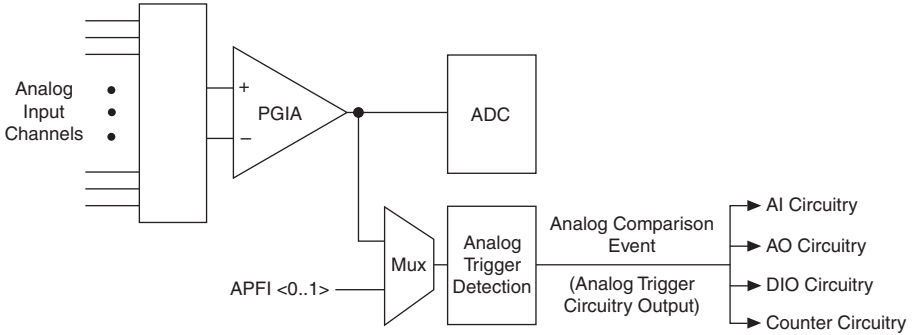 Analog
Input
Channels
+
PGIA
−
ADC
APFI <0..1>
Mux
Analog
Trigger
Detection
Analog Comparison
Event
(Analog Trigger
Circuitry Output)
AI Circuitry
AO Circuitry
DIO Circuitry
Counter Circuitry